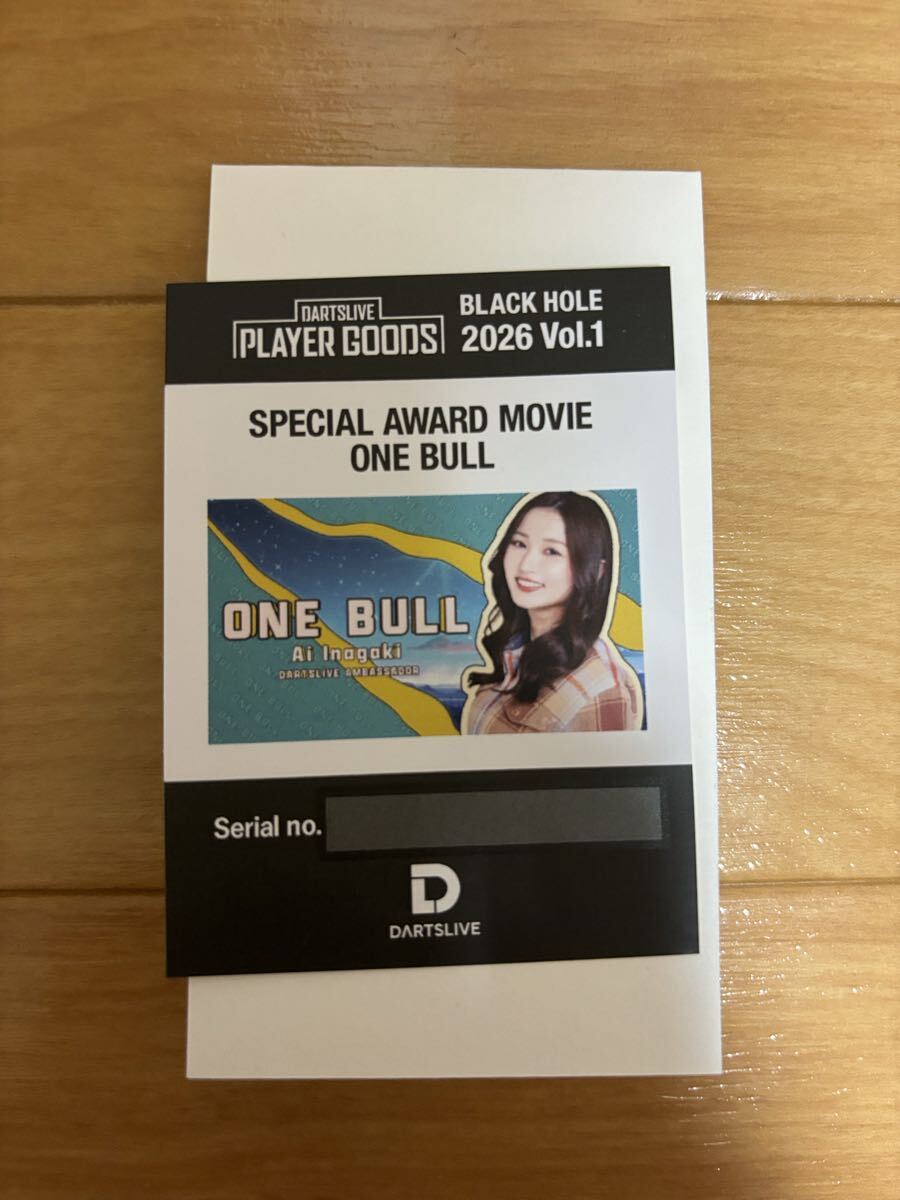 DARTSLIVE
PLAYER GOODS
BLACK HOLE
2026 Vol.1
SPECIAL AWARD MOVIE
ONE BULL
ONE BULL
Ai Inagaki
DARTSLIVE AMBASSADOR
Serial no.
DARTSLIVE